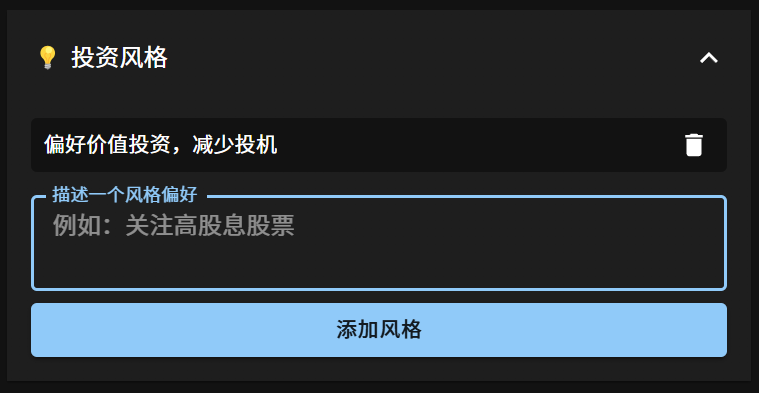 投资风格
偏好价值投资，减少投机
描述一个风格偏好
例如：关注高股息股票
添加风格